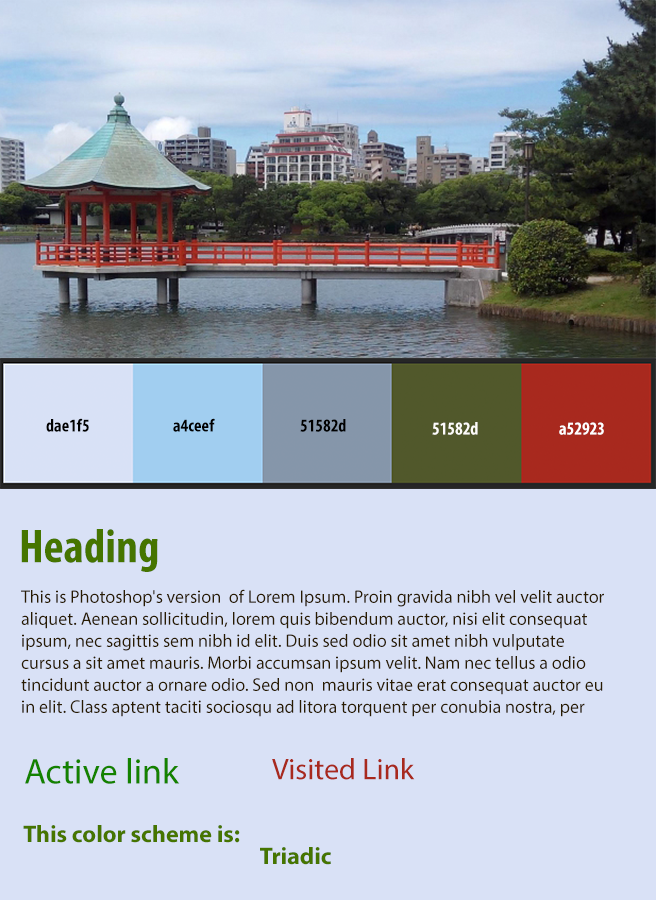 dae1f5 a4ceef 51582d 51582d a52923
Heading
This is Photoshop's version  of Lorem Ipsum. Proin gravida nibh vel velit auctor
aliquet. Aenean sollicitudin, lorem quis bibendum auctor, nisi elit consequat
ipsum, nec sagittis sem nibh id elit. Duis sed odio sit amet nibh vulputate
cursus a sit amet mauris. Morbi accumsan ipsum velit. Nam nec tellus a odio
tincidunt auctor a ornare odio. Sed non  mauris vitae erat consequat auctor eu
in elit. Class aptent taciti sociosqu ad litora torquent per conubia nostra, per
Active link Visited Link
This color scheme is:
Triadic